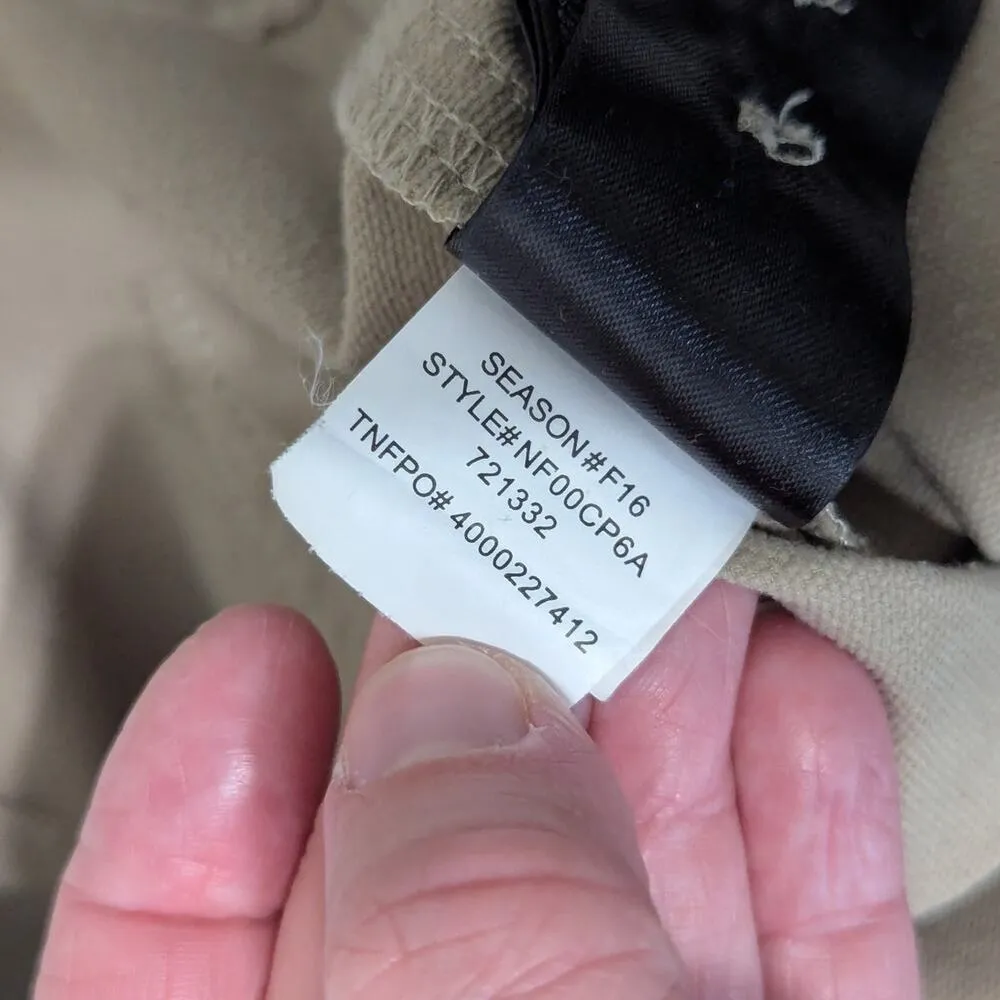 SEASON#F16
STYLE#NF00CP6A
721332
TNFPO# 4000227412